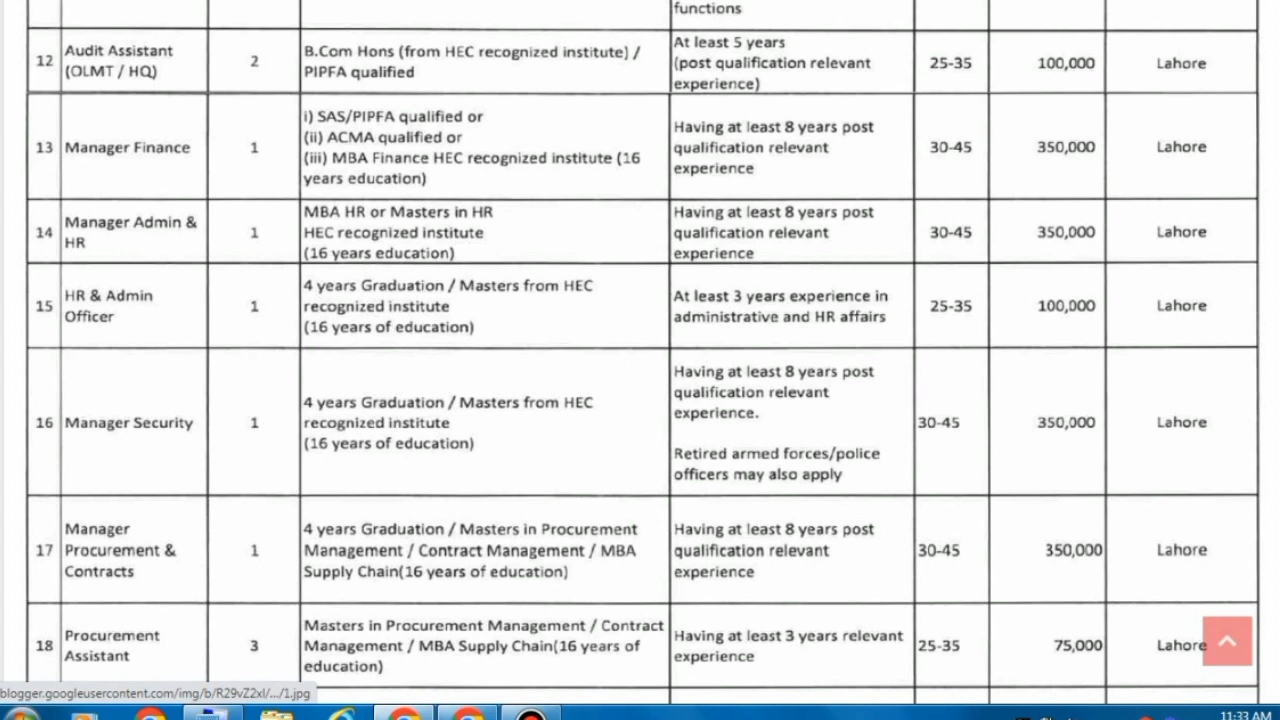 functions
12
Audit Assistant
(OLMT / HQ)
2
B.Com Hons (from HEC recognized institute) /
PIPFA qualified
At least 5 years
(post qualification relevant
experience)
25-35
100,000
Lahore
13
Manager Finance
1
i) SAS/PIPFA qualified or
(ii) ACMA qualified or
(iii) MBA Finance HEC recognized institute (16
years education)
Having at least 8 years post
qualification relevant
experience
30-45
350,000
Lahore
14
Manager Admin &
HR
1
MBA HR or Masters in HR
HEC recognized institute
(16 years education)
Having at least 8 years post
qualification relevant
experience
30-45
350,000
Lahore
15
HR & Admin
Officer
1
4 years Graduation / Masters from HEC
recognized institute
(16 years of education)
At least 3 years experience in
administrative and HR affairs
25-35
100,000
Lahore
16
Manager Security
1
4 years Graduation / Masters from HEC
recognized institute
(16 years of education)
Having at least 8 years post
qualification relevant
experience.
Retired armed forces/police
officers may also apply
30-45
350,000
Lahore
17
Manager
Procurement &
Contracts
1
4 years Graduation / Masters in Procurement
Management / Contract Management / MBA
Supply Chain(16 years of education)
Having at least 8 years post
qualification relevant
experience
30-45
350,000
Lahore
18
Procurement
Assistant
3
Masters in Procurement Management / Contract
Management / MBA Supply Chain(16 years of
education)
Having at least 3 years relevant
experience
25-35
75,000
Lahore
blogger.googleusercontent.com/img/b/R29vZ2xl/.../1.jpg
11:33 AM